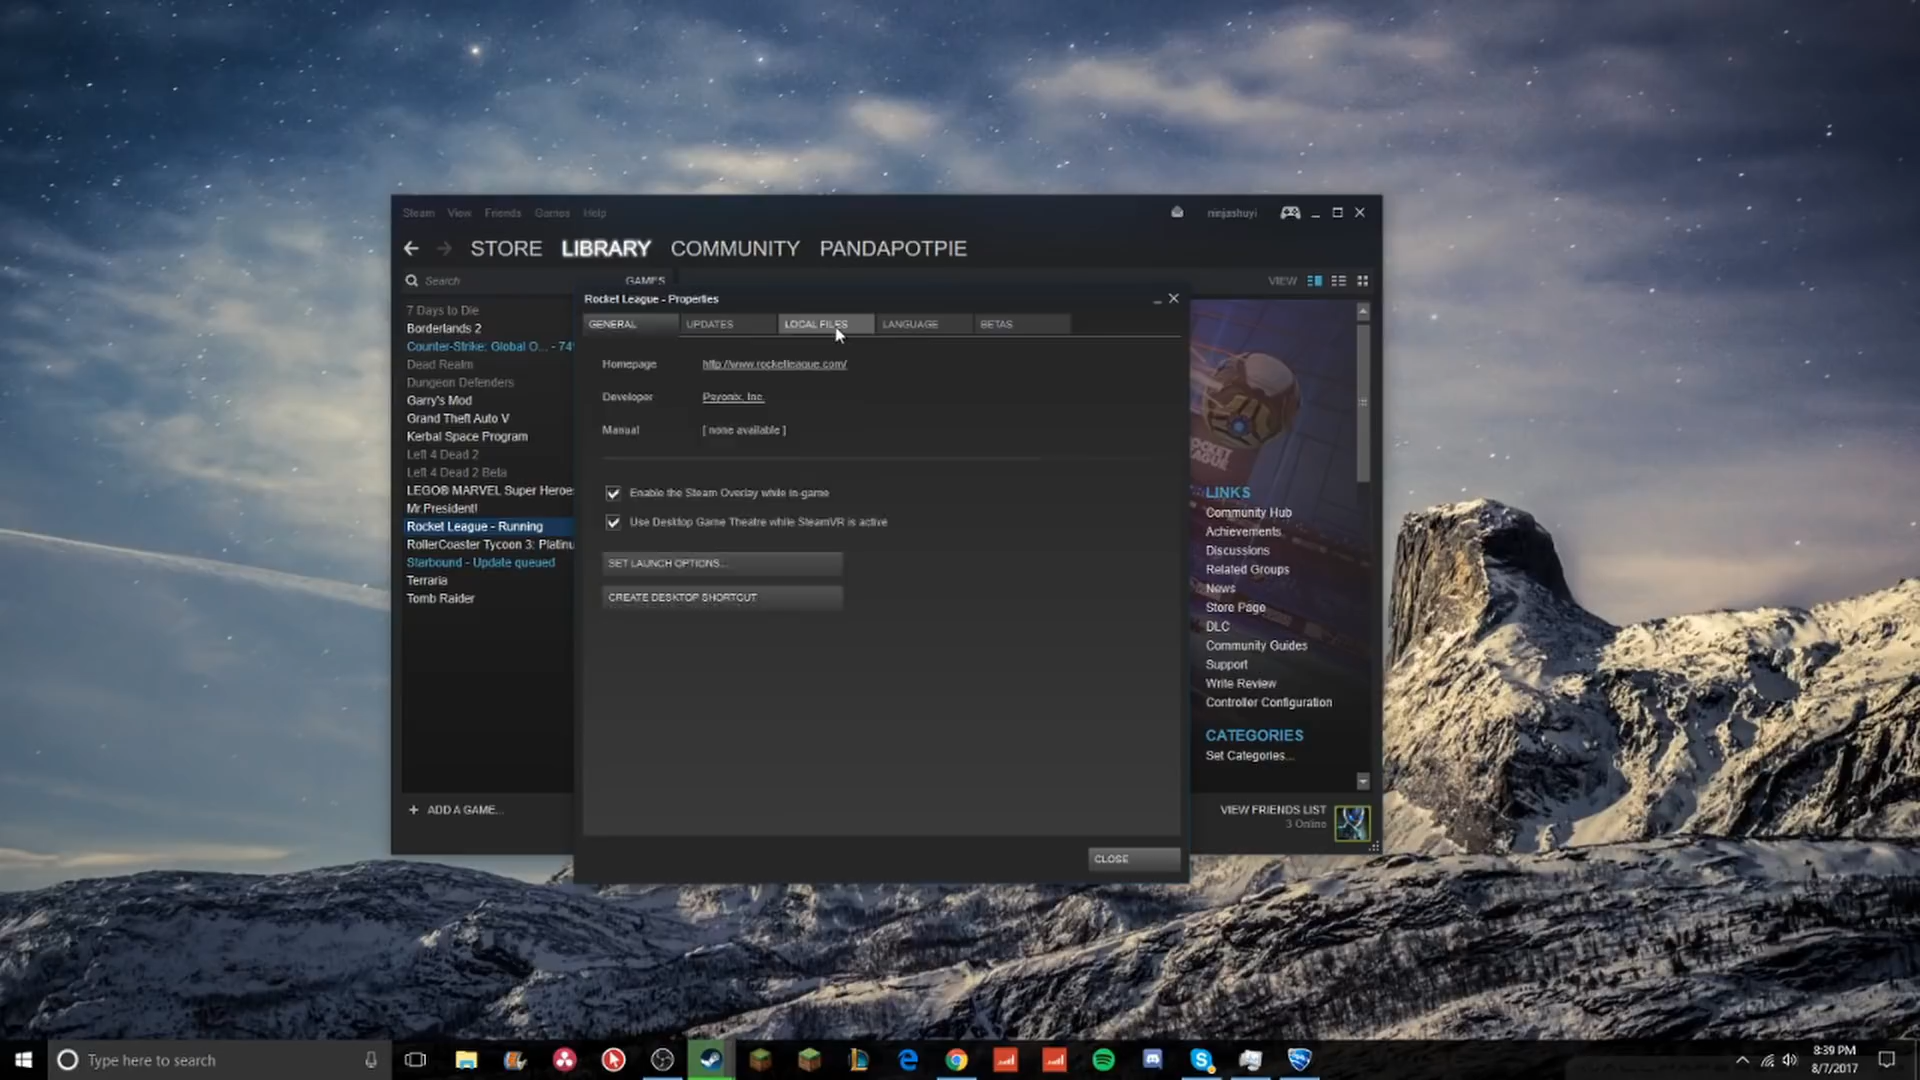 Steam View Friends Games Help
ninjashuyi
STORE LIBRARY COMMUNITY PANDAPOTPIE
Search
GAMES
VIEW
7 Days to Die
Borderlands 2
Counter-Strike: Global O... - 74
Dead Realm
Dungeon Defenders
Garry's Mod
Grand Theft Auto V
Kerbal Space Program
Left 4 Dead 2
Left 4 Dead 2 Beta
LEGO® MARVEL Super Heroe
Mr.President!
Rocket League - Running
RollerCoaster Tycoon 3: Platinu
Starbound - Update queued
Terraria
Tomb Raider
+ ADD A GAME...
Rocket League - Properties
GENERAL UPDATES LOCAL FILES LANGUAGE BETAS
Homepage http://www.rocketleague.com/
Developer Psyonix, Inc.
Manual [ none available ]
Enable the Steam Overlay while in-game
Use Desktop Game Theatre while SteamVR is active
SET LAUNCH OPTIONS...
CREATE DESKTOP SHORTCUT
CLOSE
ROCKET
LEAGUE
LINKS
Community Hub
Achievements
Discussions
Related Groups
News
Store Page
DLC
Community Guides
Support
Write Review
Controller Configuration
CATEGORIES
Set Categories...
VIEW FRIENDS LIST
3 Online
Type here to search
8:39 PM
8/7/2017